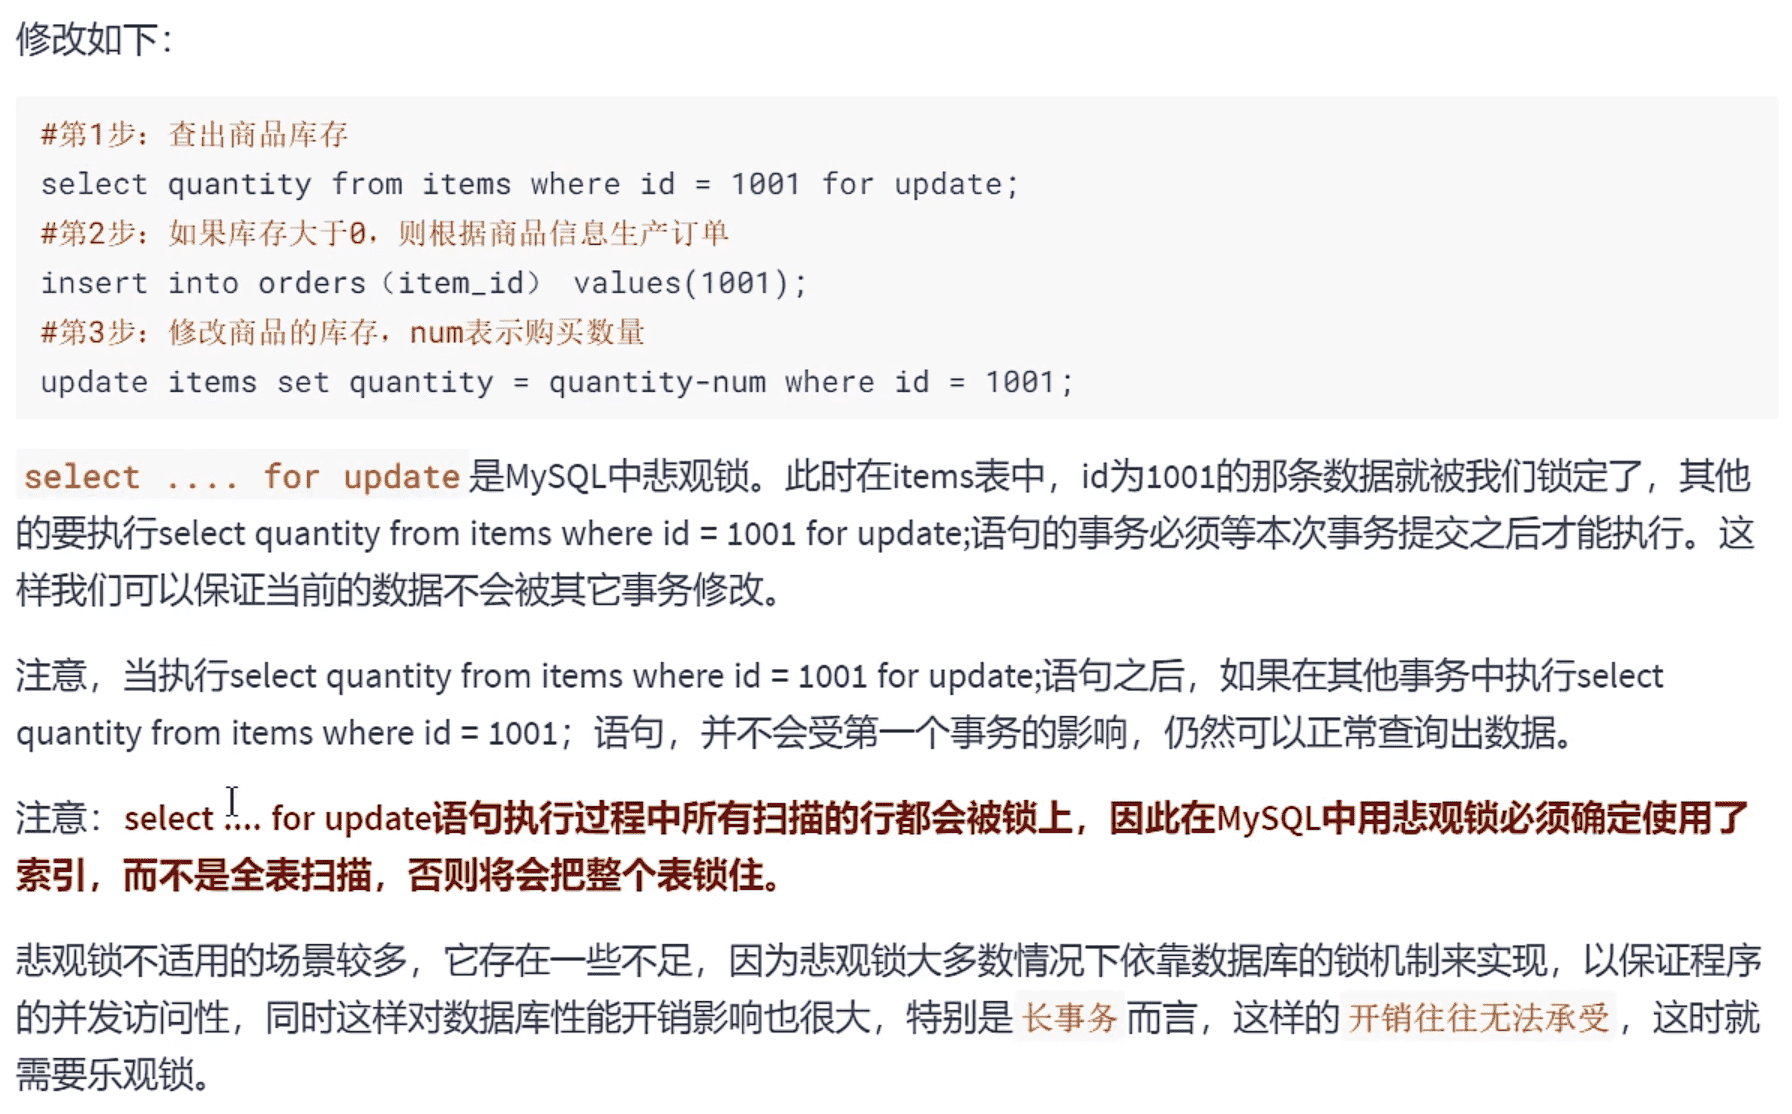 修改如下：
#第1步：查出商品库存
select quantity from items where id = 1001 for update;
#第2步：如果库存大于0，则根据商品信息生产订单
insert into orders（item_id） values(1001);
#第3步：修改商品的库存，num表示购买数量
update items set quantity = quantity-num where id = 1001;
select .... for update是MySQL中悲观锁。此时在items表中，id为1001的那条数据就被我们锁定了，其他
的要执行select quantity from items where id = 1001 for update;语句的事务必须等本次事务提交之后才能执行。这
样我们可以保证当前的数据不会被其它事务修改。
注意，当执行select quantity from items where id = 1001 for update;语句之后，如果在其他事务中执行select
quantity from items where id = 1001；语句，并不会受第一个事务的影响，仍然可以正常查询出数据。
注意：select .... for update语句执行过程中所有扫描的行都会被锁上，因此在MySQL中用悲观锁必须确定使用了
索引，而不是全表扫描，否则将会把整个表锁住。
悲观锁不适用的场景较多，它存在一些不足，因为悲观锁大多数情况下依靠数据库的锁机制来实现，以保证程序
的并发访问性，同时这样对数据库性能开销影响也很大，特别是长事务而言，这样的开销往往无法承受，这时就
需要乐观锁。